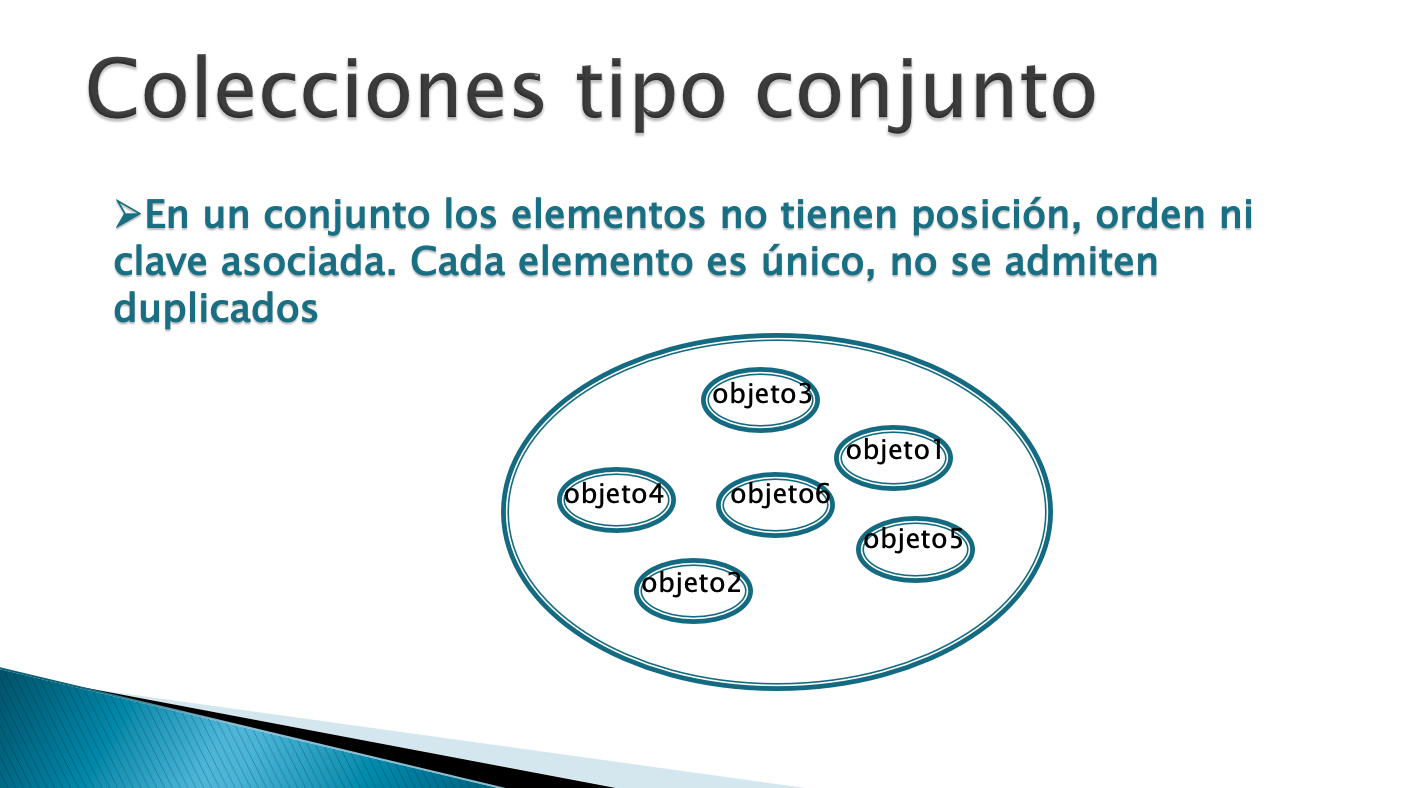 Colecciones tipo conjunto
➢En un conjunto los elementos no tienen posición, orden ni
clave asociada. Cada elemento es único, no se admiten
duplicados
objeto3
objeto1
objeto4
objeto6
objeto5
objeto2